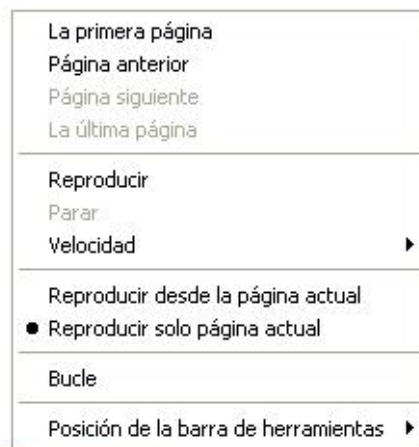 La primera página
Página anterior
Página siguiente
La última página
Reproducir
Parar
Velocidad
Reproducir desde la página actual
Reproducir solo página actual
Bucle
Posición de la barra de herramientas